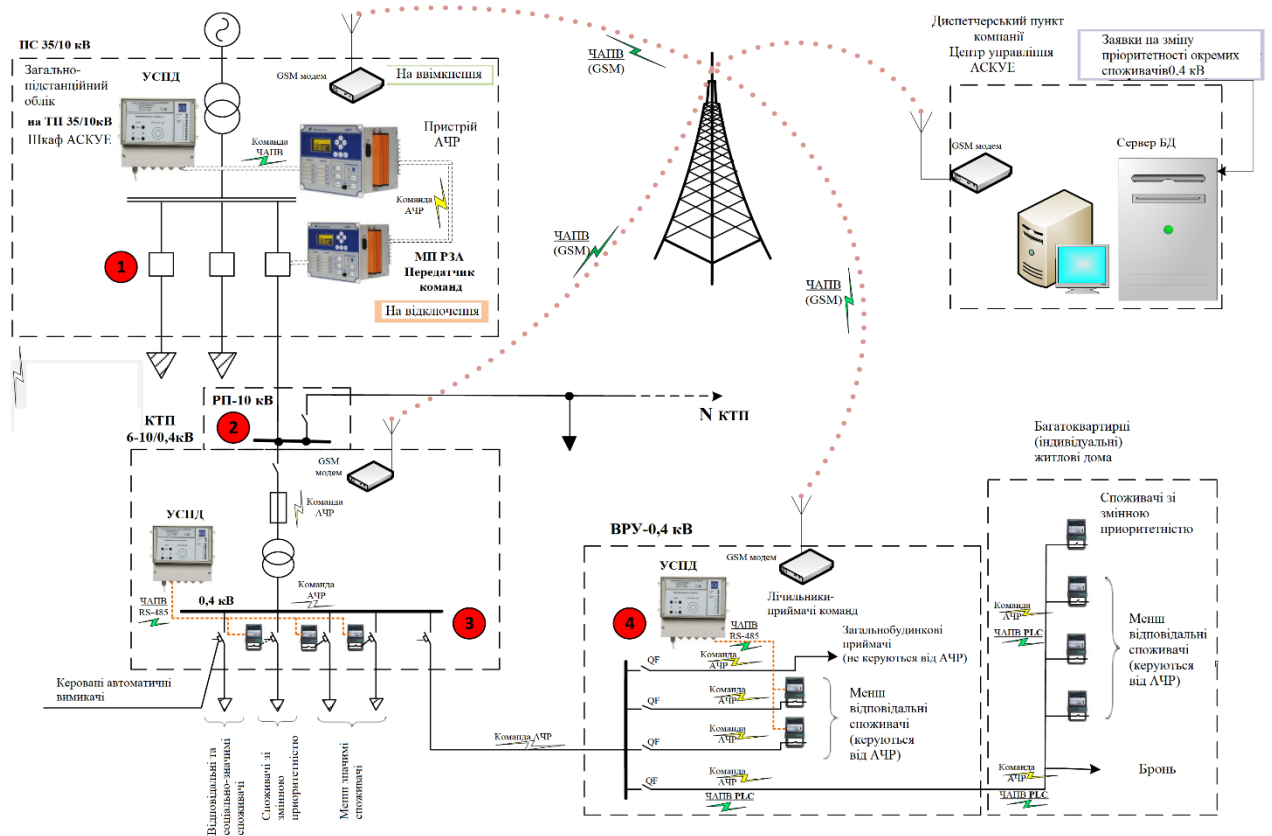 ПС 35/10 кВ
Загально-
підстанційний
облік
на ТП 35/10кВ
Шкаф АСКУЕ
УСПД
GSM модем
На ввімкнення
Команда
ЧАПВ
Пристрій
АЧР
Команда
АЧР
МП РЗА
Передатчик
команд
На відключення
1
ЧАПВ
(GSM)
ЧАПВ
(GSM)
ЧАПВ
(GSM)
Диспетчерський пункт
компанії
Центр управління
АСКУЕ
Заявки на зміну
пріоритетності окремих
споживачів0,4 кВ
GSM модем
Сервер БД
РП-10 кВ
2
N КТП
КТП
6-10/0,4кВ
GSM
модем
Команда
АЧР
УСПД
ЧАПВ
RS-485
0,4 кВ
Команда
АЧР
3
Керовані автоматичні
вимикачі
Відповідальні та
соціально-значимі
споживачі
Споживачі зі
змінною
приоритетністю
Менш значимі
споживачі
Команда АЧР
ВРУ-0,4 кВ
GSM модем
УСПД
Лічильники-
приймачі команд
4
ЧАПВ
RS-485
Загальнобудинкові
приймачі
(не керуються від АЧР)
QF
Команда
АЧР
QF
Команда
АЧР
QF
Команда
АЧР
QF
Команда
АЧР
ЧАПВ PLC
Менш
відповідальні
споживачі
(керуються
від АЧР)
Багатоквартирні
(індивідуальні)
житлові дома
Споживачі зі
змінною
приоритетністю
Команда
АЧР
ЧАПВ PLC
Менш
відповідальні
споживачі
(керуються
від АЧР)
Команда
АЧР
ЧАПВ PLC
Бронь